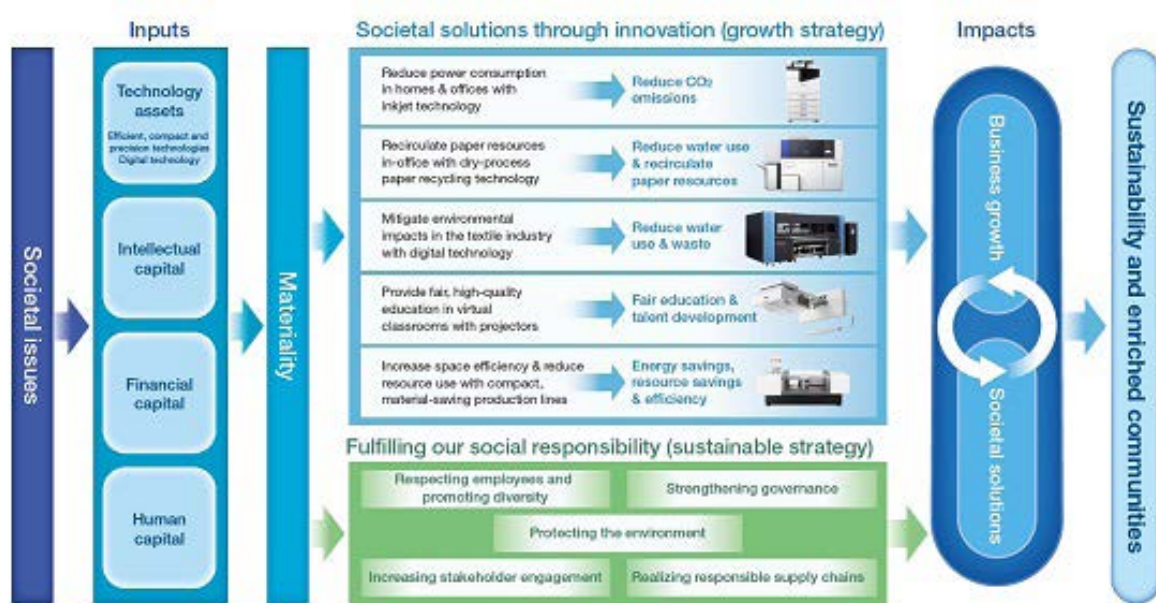 Inputs
Societal solutions through innovation (growth strategy)
Impacts
Societal issues
Technology
assets
Efficient, compact and
precision technologies
Digital technology
Intellectual
capital
Financial
capital
Human
capital
Materiality
Reduce power consumption
in homes & offices with
inkjet technology
Reduce CO₂
emissions
Recirculate paper resources
in-office with dry-process
paper recycling technology
Reduce water use
& recirculate
paper resources
Mitigate environmental
impacts in the textile industry
with digital technology
Reduce water
use & waste
Provide fair, high-quality
education in virtual
classrooms with projectors
Fair education &
talent development
Increase space efficiency & reduce
resource use with compact,
material-saving production lines
Energy savings,
resource savings
& efficiency
Fulfilling our social responsibility (sustainable strategy)
Respecting employees and
promoting diversity
Strengthening governance
Protecting the environment
Increasing stakeholder engagement
Realizing responsible supply chains
Business growth
Societal solutions
Sustainability and enriched communities